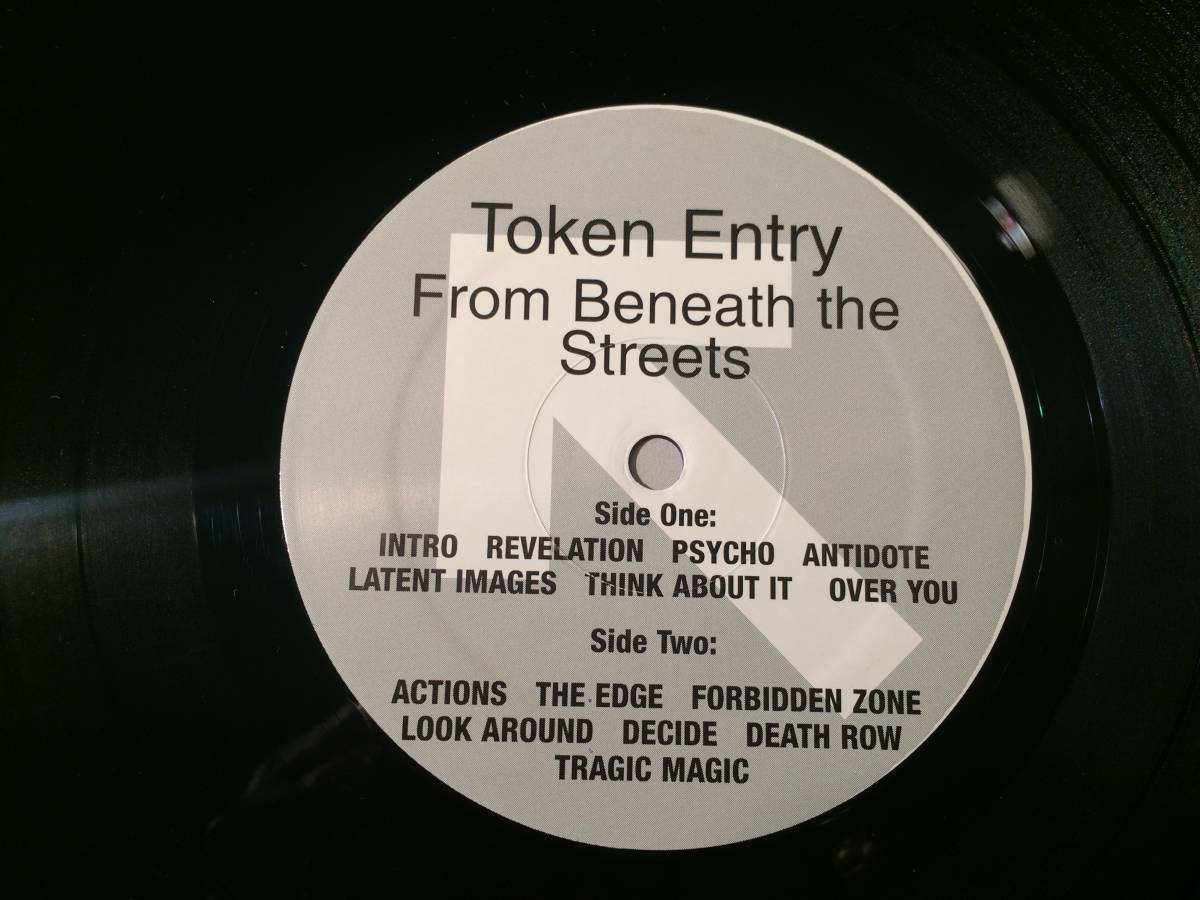 Token Entry
From Beneath the
Streets
Side One:
INTRO REVELATION PSYCHO ANTIDOTE
LATENT IMAGES THINK ABOUT IT OVER YOU
Side Two:
ACTIONS THE EDGE FORBIDDEN ZONE
LOOK AROUND DECIDE DEATH ROW
TRAGIC MAGIC